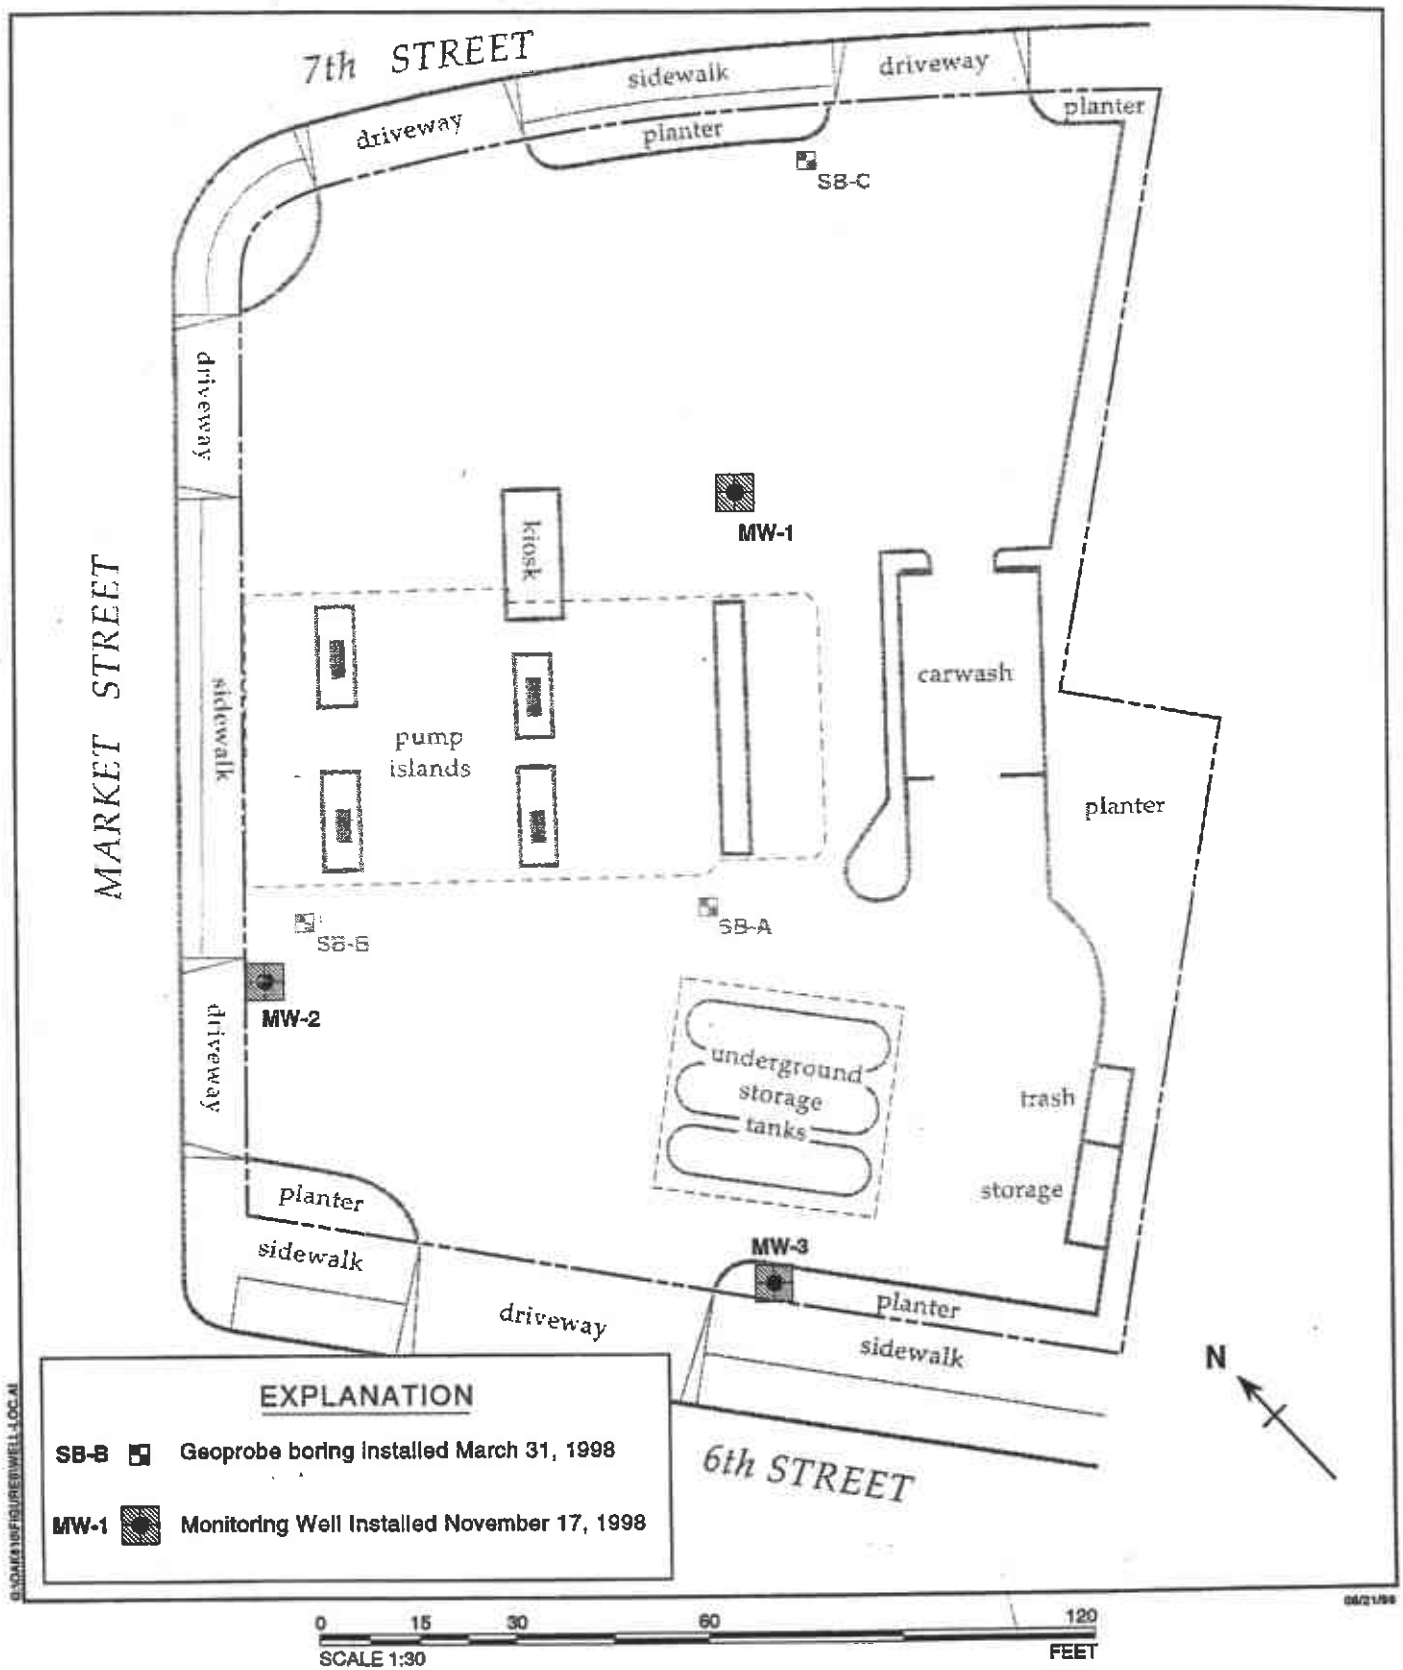 7th STREET
sidewalk
driveway
driveway
planter
planter
SB-C
driveway
MW-1
kiosk
MARKET STREET
carwash
sidewalk
pump
islands
planter
SB-B
SB-A
MW-2
driveway
underground
storage
tanks
trash
storage
planter
sidewalk
MW-3
driveway
planter
sidewalk
N
EXPLANATION
SB-B Geoprobe boring installed March 31, 1998
MW-1 Monitoring Well Installed November 17, 1998
6th STREET
0 15 30 60 120
SCALE 1:30 FEET